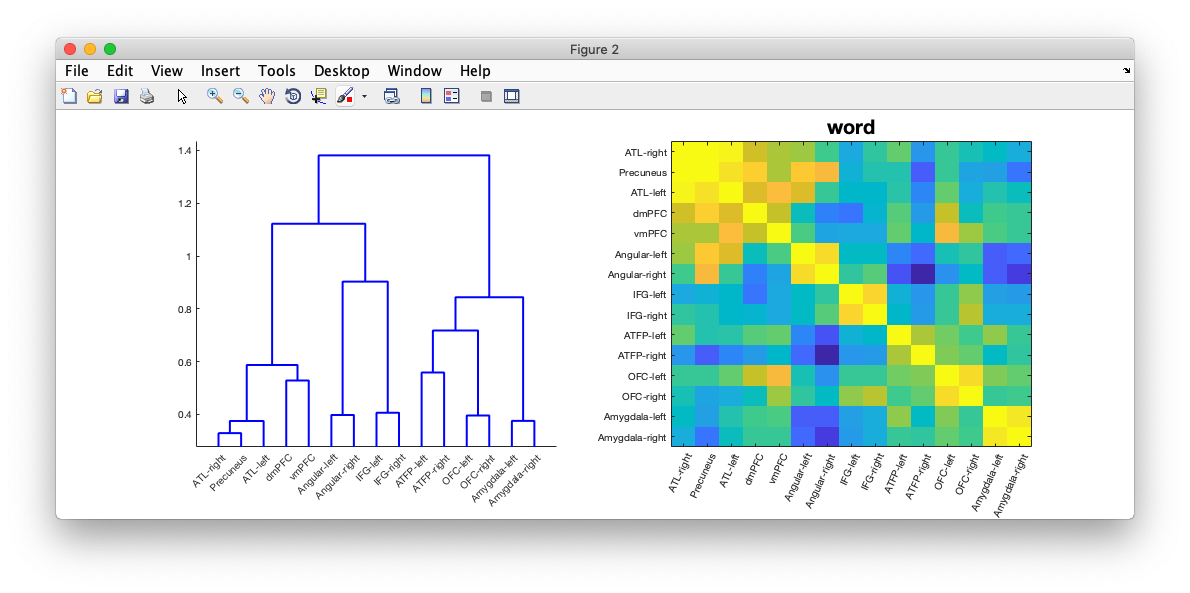 Figure 2
File Edit View Insert Tools Desktop Window Help
1.4
1.2
1
0.8
0.6
0.4
ATL-right
Precuneus
ATL-left
dmPFC
vmPFC
Angular-left
Angular-right
IFG-left
IFG-right
ATFP-left
ATFP-right
OFC-left
OFC-right
Amygdala-left
Amygdala-right
word
ATL-right
Precuneus
ATL-left
dmPFC
vmPFC
Angular-left
Angular-right
IFG-left
IFG-right
ATFP-left
ATFP-right
OFC-left
OFC-right
Amygdala-left
Amygdala-right
ATL-right
Precuneus
ATL-left
dmPFC
vmPFC
Angular-left
Angular-right
IFG-left
IFG-right
ATFP-left
ATFP-right
OFC-left
OFC-right
Amygdala-left
Amygdala-right